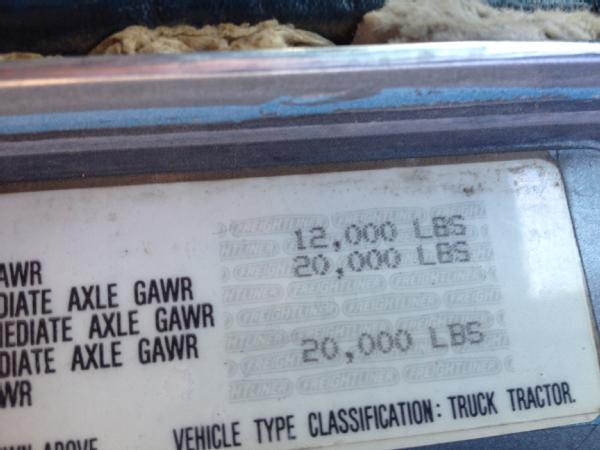 AWR 12,000 LBS
DIATE AXLE GAWR 20,000 LBS
MEDIATE AXLE GAWR
DIATE AXLE GAWR
WR 20,000 LBS
VEHICLE TYPE CLASSIFICATION: TRUCK TRACTOR.
FREIGHTLINER